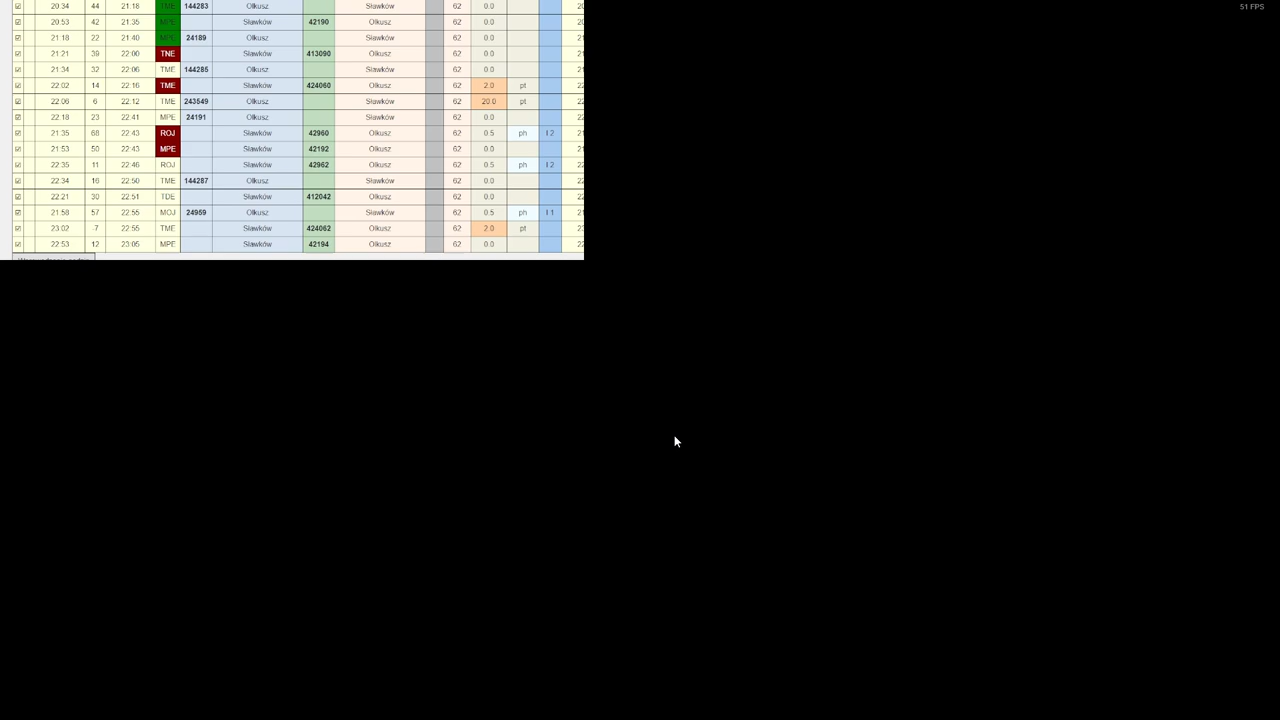 51 FPS
20:34 44 21:18 TME 144283 Olkusz Sławków 62 0.0
20:53 42 21:35 MPE Sławków 42190 Olkusz 62 0.0
21:18 22 21:40 MPE 24189 Olkusz Sławków 62 0.0
21:21 39 22:00 TNE Sławków 413090 Olkusz 62 0.0
21:34 32 22:06 TME 144285 Olkusz Sławków 62 0.0
22:02 14 22:16 TME Sławków 424060 Olkusz 62 2.0 pt
22:06 6 22:12 TME 243549 Olkusz Sławków 62 20.0 pt
22:18 23 22:41 MPE 24191 Olkusz Sławków 62 0.0
21:35 68 22:43 ROJ Sławków 42960 Olkusz 62 0.5 ph I 2
21:53 50 22:43 MPE Sławków 42192 Olkusz 62 0.0
22:35 11 22:46 ROJ Sławków 42962 Olkusz 62 0.5 ph I 2
22:34 16 22:50 TME 144287 Olkusz Sławków 62 0.0
22:21 30 22:51 TDE Sławków 412042 Olkusz 62 0.0
21:58 57 22:55 MOJ 24959 Olkusz Sławków 62 0.5 ph I 1
23:02 -7 22:55 TME Sławków 424062 Olkusz 62 2.0 pt
22:53 12 23:05 MPE Sławków 42194 Olkusz 62 0.0